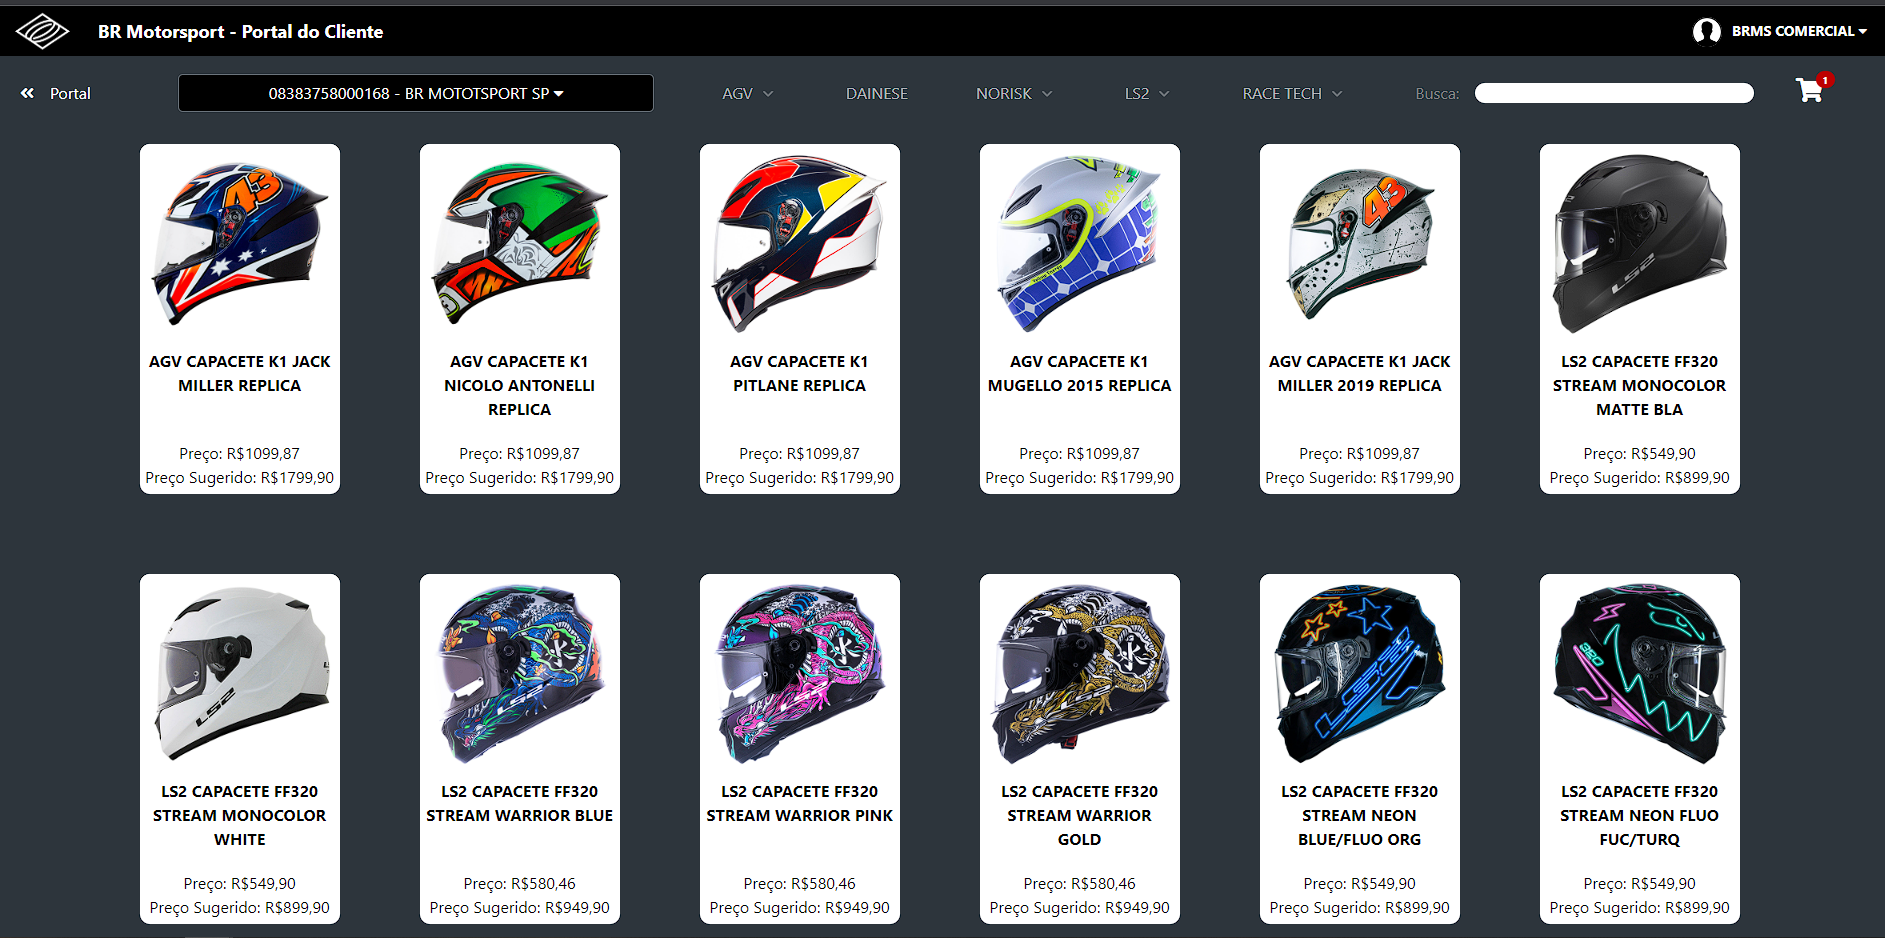 BR Motorsport - Portal do Cliente
BRMS COMERCIAL
Portal
08383758000168 - BR MOTOTSPORT SP
AGV
DAINESE
NORISK
LS2
RACE TECH
Busca:
1
43
43
LS2
AGV CAPACETE K1 JACK
MILLER REPLICA
Preço: R$1099,87
Preço Sugerido: R$1799,90
AGV CAPACETE K1
NICOLO ANTONELLI
REPLICA
Preço: R$1099,87
Preço Sugerido: R$1799,90
AGV CAPACETE K1
PITLANE REPLICA
Preço: R$1099,87
Preço Sugerido: R$1799,90
AGV CAPACETE K1
MUGELLO 2015 REPLICA
Preço: R$1099,87
Preço Sugerido: R$1799,90
AGV CAPACETE K1 JACK
MILLER 2019 REPLICA
Preço: R$1099,87
Preço Sugerido: R$1799,90
LS2 CAPACETE FF320
STREAM MONOCOLOR
MATTE BLA
Preço: R$549,90
Preço Sugerido: R$899,90
LS2
LS2
LS2
LS2
LS2
320
LS2 CAPACETE FF320
STREAM MONOCOLOR
WHITE
Preço: R$549,90
Preço Sugerido: R$899,90
LS2 CAPACETE FF320
STREAM WARRIOR BLUE
Preço: R$580,46
Preço Sugerido: R$949,90
LS2 CAPACETE FF320
STREAM WARRIOR PINK
Preço: R$580,46
Preço Sugerido: R$949,90
LS2 CAPACETE FF320
STREAM WARRIOR
GOLD
Preço: R$580,46
Preço Sugerido: R$949,90
LS2 CAPACETE FF320
STREAM NEON
BLUE/FLUO ORG
Preço: R$549,90
Preço Sugerido: R$899,90
LS2 CAPACETE FF320
STREAM NEON FLUO
FUC/TURQ
Preço: R$549,90
Preço Sugerido: R$899,90